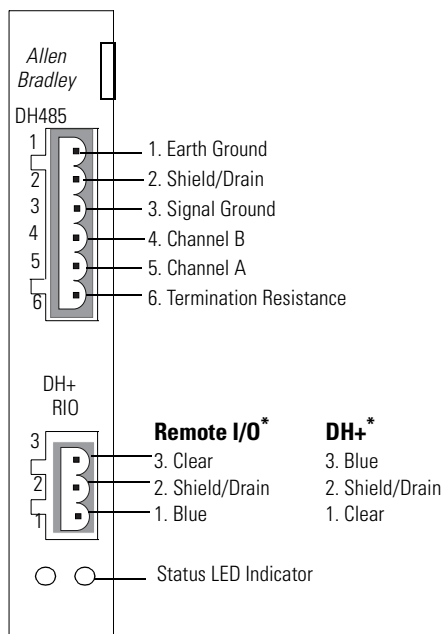 Allen
Bradley
DH485
1
2
3
4
5
6
1. Earth Ground
2. Shield/Drain
3. Signal Ground
4. Channel B
5. Channel A
6. Termination Resistance
DH+
RIO
3
2
1
Remote I/O*
3. Clear
2. Shield/Drain
1. Blue
DH+*
3. Blue
2. Shield/Drain
1. Clear
Status LED Indicator